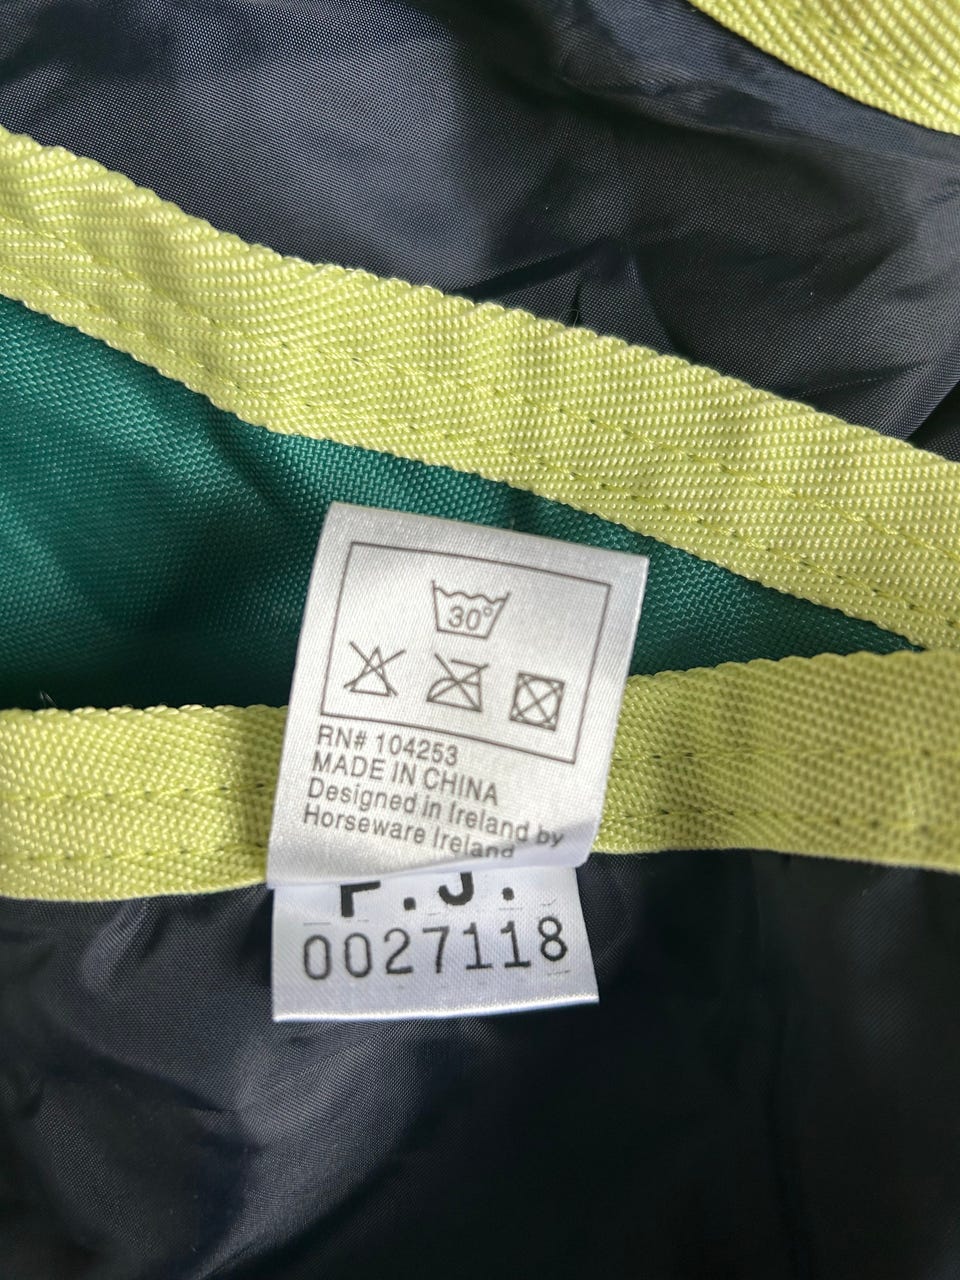 30°
RN# 104253
MADE IN CHINA
Designed in Ireland by
Horseware Ireland
F.J.
0027118